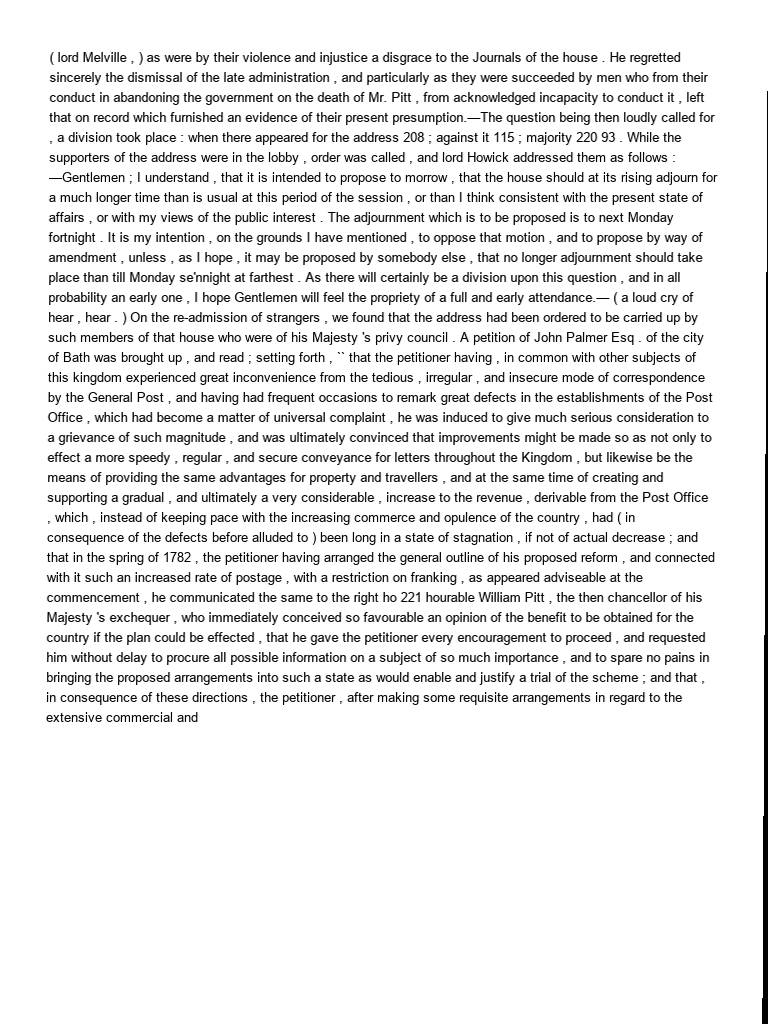 ( lord Melville , ) as were by their violence and injustice a disgrace to the Journals of the house . He regretted
sincerely the dismissal of the late administration , and particularly as they were succeeded by men who from their
conduct in abandoning the government on the death of Mr. Pitt , from acknowledged incapacity to conduct it , left
that on record which furnished an evidence of their present presumption.—The question being then loudly called for
, a division took place : when there appeared for the address 208 ; against it 115 ; majority 220 93 . While the
supporters of the address were in the lobby , order was called , and lord Howick addressed them as follows :
—Gentlemen ; I understand , that it is intended to propose to morrow , that the house should at its rising adjourn for
a much longer time than is usual at this period of the session , or than I think consistent with the present state of
affairs , or with my views of the public interest . The adjournment which is to be proposed is to next Monday
fortnight . It is my intention , on the grounds I have mentioned , to oppose that motion , and to propose by way of
amendment , unless , as I hope , it may be proposed by somebody else , that no longer adjournment should take
place than till Monday se'nnight at farthest . As there will certainly be a division upon this question , and in all
probability an early one , I hope Gentlemen will feel the propriety of a full and early attendance.— ( a loud cry of
hear , hear . ) On the re-admission of strangers , we found that the address had been ordered to be carried up by
such members of that house who were of his Majesty 's privy council . A petition of John Palmer Esq . of the city
of Bath was brought up , and read ; setting forth , `` that the petitioner having , in common with other subjects of
this kingdom experienced great inconvenience from the tedious , irregular , and insecure mode of correspondence
by the General Post , and having had frequent occasions to remark great defects in the establishments of the Post
Office , which had become a matter of universal complaint , he was induced to give much serious consideration to
a grievance of such magnitude , and was ultimately convinced that improvements might be made so as not only to
effect a more speedy , regular , and secure conveyance for letters throughout the Kingdom , but likewise be the
means of providing the same advantages for property and travellers , and at the same time of creating and
supporting a gradual , and ultimately a very considerable , increase to the revenue , derivable from the Post Office
, which , instead of keeping pace with the increasing commerce and opulence of the country , had ( in
consequence of the defects before alluded to ) been long in a state of stagnation , if not of actual decrease ; and
that in the spring of 1782 , the petitioner having arranged the general outline of his proposed reform , and connected
with it such an increased rate of postage , with a restriction on franking , as appeared adviseable at the
commencement , he communicated the same to the right ho 221 hourable William Pitt , the then chancellor of his
Majesty 's exchequer , who immediately conceived so favourable an opinion of the benefit to be obtained for the
country if the plan could be effected , that he gave the petitioner every encouragement to proceed , and requested
him without delay to procure all possible information on a subject of so much importance , and to spare no pains in
bringing the proposed arrangements into such a state as would enable and justify a trial of the scheme ; and that ,
in consequence of these directions , the petitioner , after making some requisite arrangements in regard to the
extensive commercial and